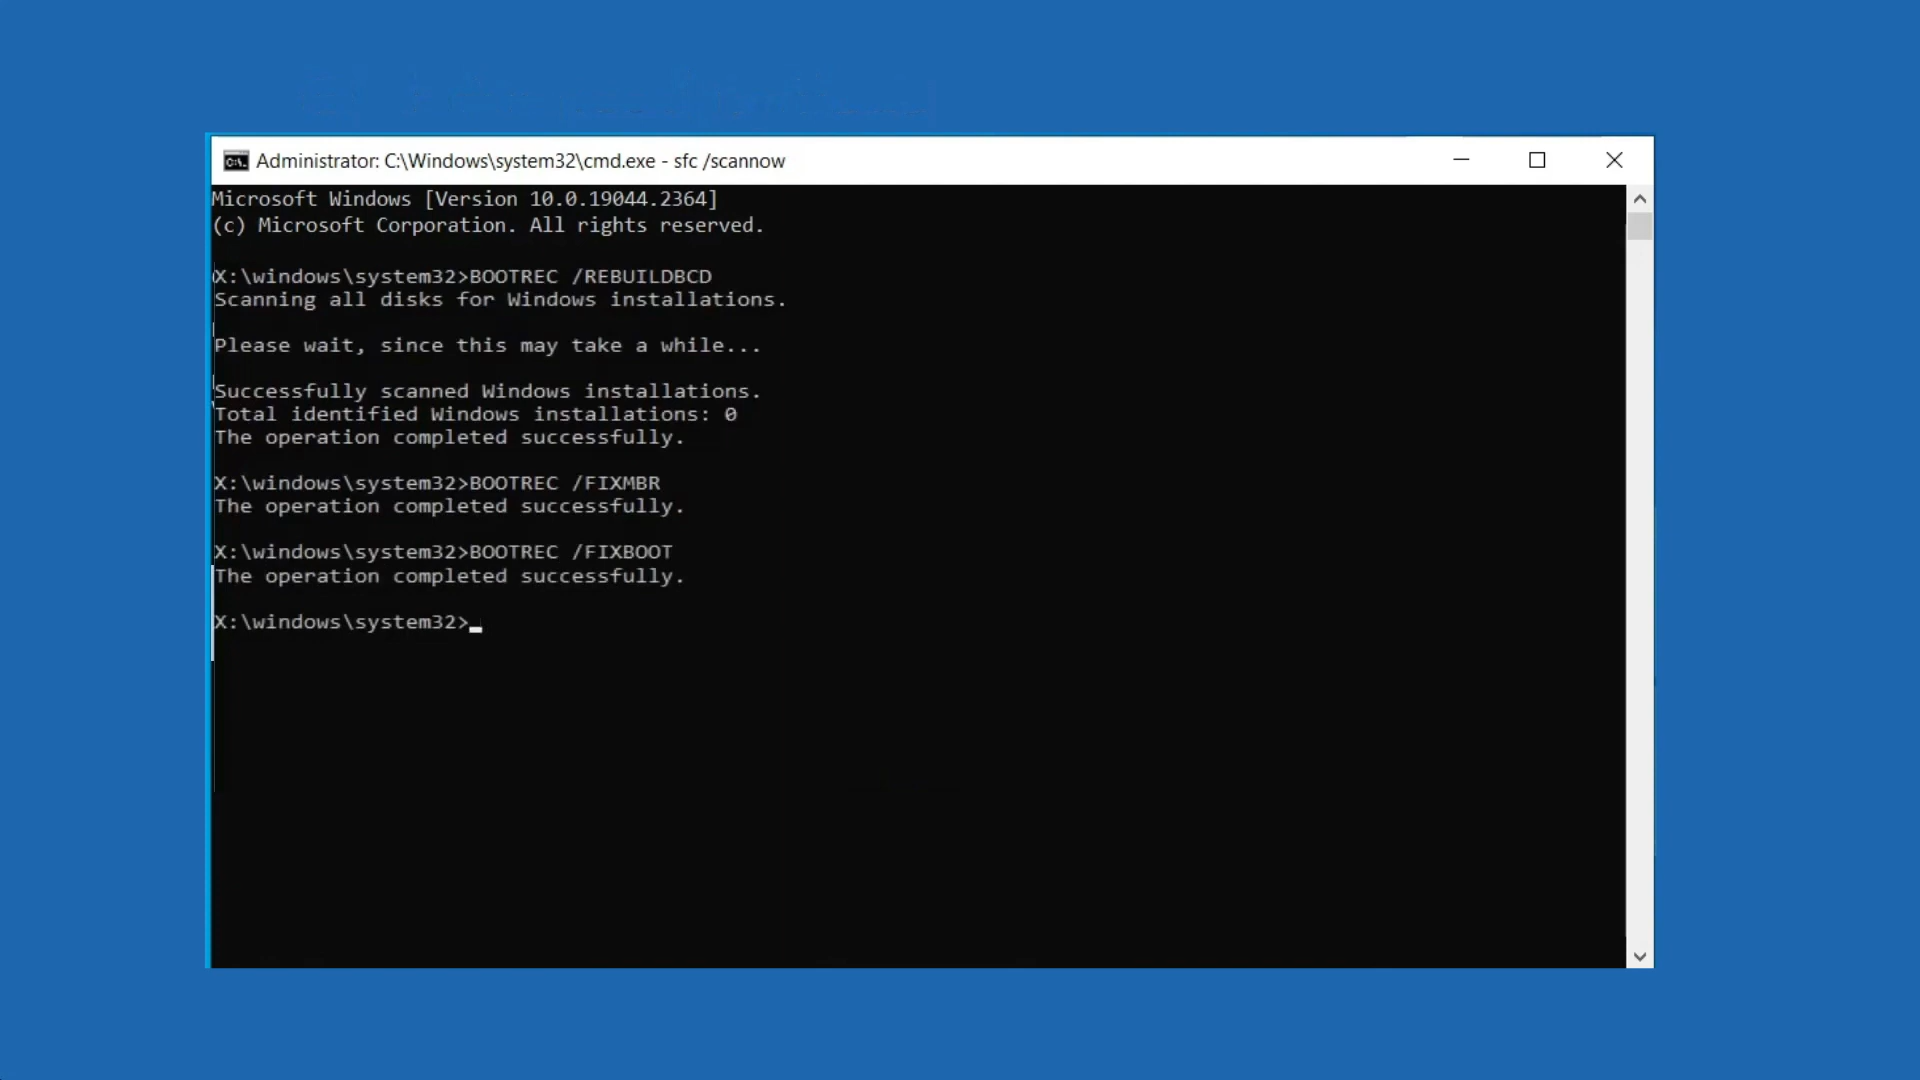 Administrator: C:\Windows\system32\cmd.exe - sfc /scannow
Microsoft Windows [Version 10.0.19044.2364]
(c) Microsoft Corporation. All rights reserved.
X:\windows\system32>BOOTREC /REBUILDBCD
Scanning all disks for Windows installations.
Please wait, since this may take a while...
Successfully scanned Windows installations.
Total identified Windows installations: 0
The operation completed successfully.
X:\windows\system32>BOOTREC /FIXMBR
The operation completed successfully.
X:\windows\system32>BOOTREC /FIXBOOT
The operation completed successfully.
X:\windows\system32>